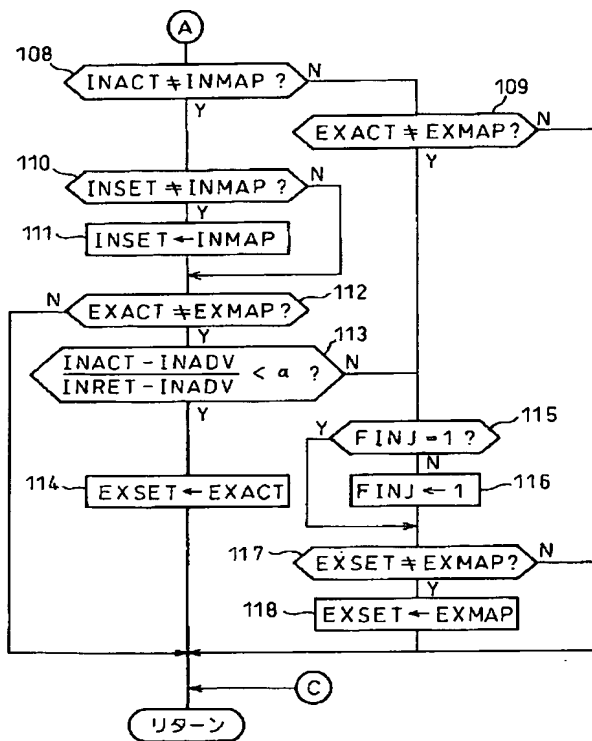 A
108
INACT≠INMAP ?
N
Y
109
EXACT≠EXMAP?
N
Y
110
INSET≠INMAP ?
N
Y
111
INSET←INMAP
112
N
EXACT≠EXMAP?
Y
113
INACT-INADV
INRET-INADV
< α ?
N
Y
115
Y
FINJ=1 ?
N
114
EXSET←EXACT
FINJ←1
116
117
EXSET≠EXMAP?
N
Y
118
EXSET←EXMAP
C
リターン